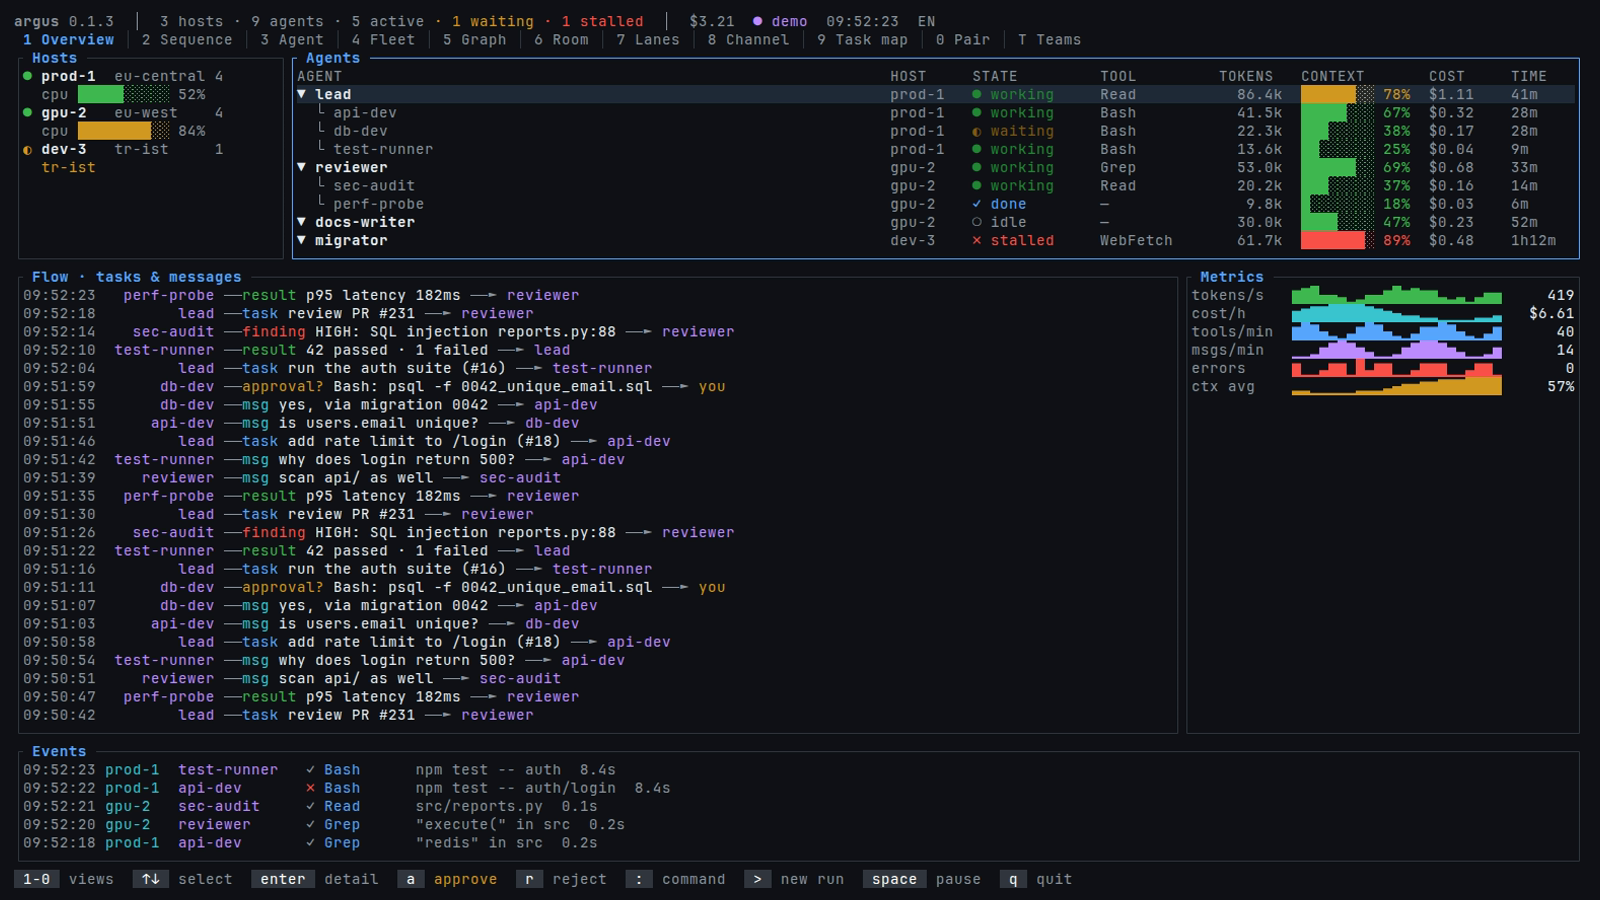 argus 0.1.3 │ 3 hosts · 9 agents · 5 active · 1 waiting · 1 stalled │ $3.21 ● demo 09:52:23 EN
1 Overview │ 2 Sequence │ 3 Agent │ 4 Fleet │ 5 Graph │ 6 Room │ 7 Lanes │ 8 Channel │ 9 Task map │ 0 Pair │ T Teams
Hosts
● prod-1 eu-central 4
cpu 52%
● gpu-2 eu-west 4
cpu 84%
◐ dev-3 tr-ist 1
tr-ist
Agents
AGENT HOST STATE TOOL TOKENS CONTEXT COST TIME
▼ lead prod-1 ● working Read 86.4k 78% $1.11 41m
└ api-dev prod-1 ● working Bash 41.5k 67% $0.32 28m
└ db-dev prod-1 ◐ waiting Bash 22.3k 38% $0.17 28m
└ test-runner prod-1 ● working Bash 13.6k 25% $0.04 9m
▼ reviewer gpu-2 ● working Grep 53.0k 69% $0.68 33m
└ sec-audit gpu-2 ● working Read 20.2k 37% $0.16 14m
└ perf-probe gpu-2 ✓ done — 9.8k 18% $0.03 6m
▼ docs-writer gpu-2 ○ idle — 30.0k 47% $0.23 52m
▼ migrator dev-3 ✕ stalled WebFetch 61.7k 89% $0.48 1h12m
Flow · tasks & messages
09:52:23 perf-probe ──result p95 latency 182ms ──► reviewer
09:52:18 lead ──task review PR #231 ──► reviewer
09:52:14 sec-audit ──finding HIGH: SQL injection reports.py:88 ──► reviewer
09:52:10 test-runner ──result 42 passed · 1 failed ──► lead
09:52:04 lead ──task run the auth suite (#16) ──► test-runner
09:51:59 db-dev ──approval? Bash: psql -f 0042_unique_email.sql ──► you
09:51:55 db-dev ──msg yes, via migration 0042 ──► api-dev
09:51:51 api-dev ──msg is users.email unique? ──► db-dev
09:51:46 lead ──task add rate limit to /login (#18) ──► api-dev
09:51:42 test-runner ──msg why does login return 500? ──► api-dev
09:51:39 reviewer ──msg scan api/ as well ──► sec-audit
09:51:35 perf-probe ──result p95 latency 182ms ──► reviewer
09:51:30 lead ──task review PR #231 ──► reviewer
09:51:26 sec-audit ──finding HIGH: SQL injection reports.py:88 ──► reviewer
09:51:22 test-runner ──result 42 passed · 1 failed ──► lead
09:51:16 lead ──task run the auth suite (#16) ──► test-runner
09:51:11 db-dev ──approval? Bash: psql -f 0042_unique_email.sql ──► you
09:51:07 db-dev ──msg yes, via migration 0042 ──► api-dev
09:51:03 api-dev ──msg is users.email unique? ──► db-dev
09:50:58 lead ──task add rate limit to /login (#18) ──► api-dev
09:50:54 test-runner ──msg why does login return 500? ──► api-dev
09:50:51 reviewer ──msg scan api/ as well ──► sec-audit
09:50:47 perf-probe ──result p95 latency 182ms ──► reviewer
09:50:42 lead ──task review PR #231 ──► reviewer
Metrics
tokens/s 419
cost/h $6.61
tools/min 40
msgs/min 14
errors 0
ctx avg 57%
Events
09:52:23 prod-1 test-runner ✓ Bash npm test -- auth 8.4s
09:52:22 prod-1 api-dev ✕ Bash npm test -- auth/login 8.4s
09:52:21 gpu-2 sec-audit ✓ Read src/reports.py 0.1s
09:52:20 gpu-2 reviewer ✓ Grep "execute(" in src 0.2s
09:52:18 prod-1 api-dev ✓ Grep "redis" in src 0.2s
1-0 views ↑↓ select enter detail a approve r reject : command > new run space pause q quit